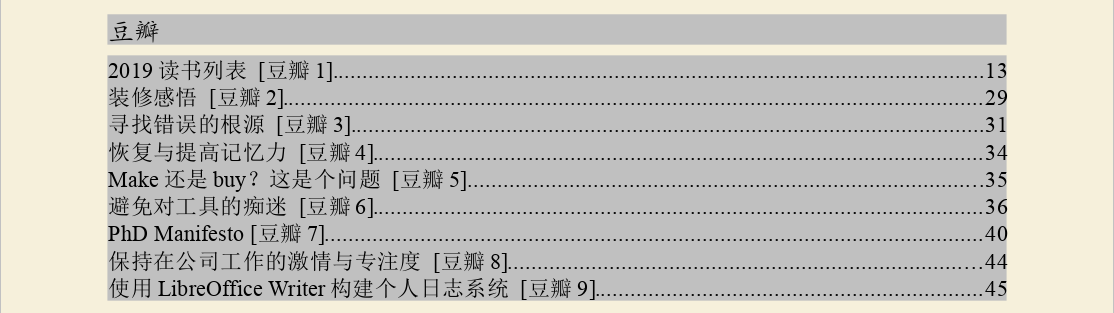 豆瓣
2019 读书列表 [豆瓣 1]....................13
装修感悟 [豆瓣 2]....................29
寻找错误的根源 [豆瓣 3]....................31
恢复与提高记忆力 [豆瓣 4]....................34
Make 还是 buy？这是个问题 [豆瓣 5]....................35
避免对工具的痴迷 [豆瓣 6]....................36
PhD Manifesto [豆瓣 7]....................40
保持在公司工作的激情与专注度 [豆瓣 8]....................44
使用 LibreOffice Writer 构建个人日志系统 [豆瓣 9]....................45